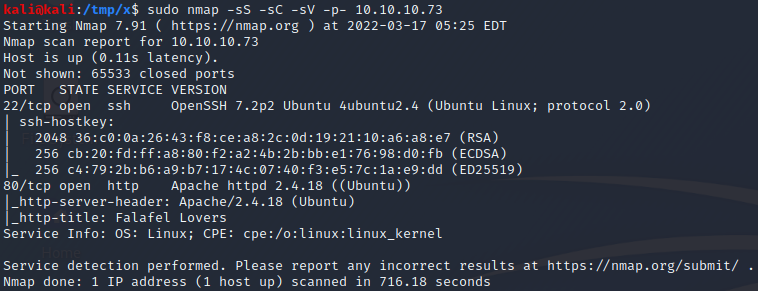 kali@kali:/tmp/x$ sudo nmap -sS -sC -sV -p- 10.10.10.73
Starting Nmap 7.91 ( https://nmap.org ) at 2022-03-17 05:25 EDT
Nmap scan report for 10.10.10.73
Host is up (0.11s latency).
Not shown: 65533 closed ports
PORT   STATE SERVICE VERSION
22/tcp open  ssh     OpenSSH 7.2p2 Ubuntu 4ubuntu2.4 (Ubuntu Linux; protocol 2.0)
| ssh-hostkey:
|   2048 36:c0:0a:26:43:f8:ce:a8:2c:0d:19:21:10:a6:a8:e7 (RSA)
|   256 cb:20:fd:ff:a8:80:f2:a2:4b:2b:bb:e1:76:98:d0:fb (ECDSA)
|_  256 c4:79:2b:b6:a9:b7:17:4c:07:40:f3:e5:7c:1a:e9:dd (ED25519)
80/tcp open  http    Apache httpd 2.4.18 ((Ubuntu))
|_http-server-header: Apache/2.4.18 (Ubuntu)
|_http-title: Falafel Lovers
Service Info: OS: Linux; CPE: cpe:/o:linux:linux_kernel

Service detection performed. Please report any incorrect results at https://nmap.org/submit/ .
Nmap done: 1 IP address (1 host up) scanned in 716.18 seconds